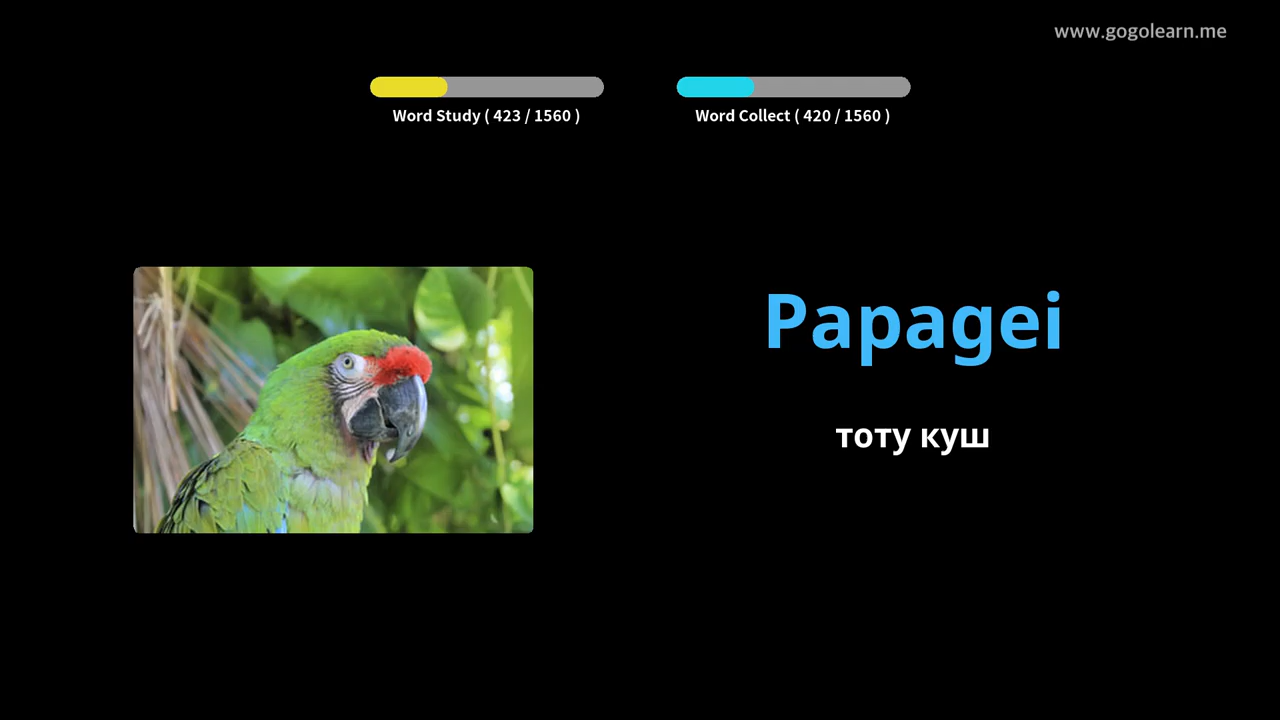 www.gogolearn.me
Word Study ( 423 / 1560 )
Word Collect ( 420 / 1560 )
Papagei
тоту куш